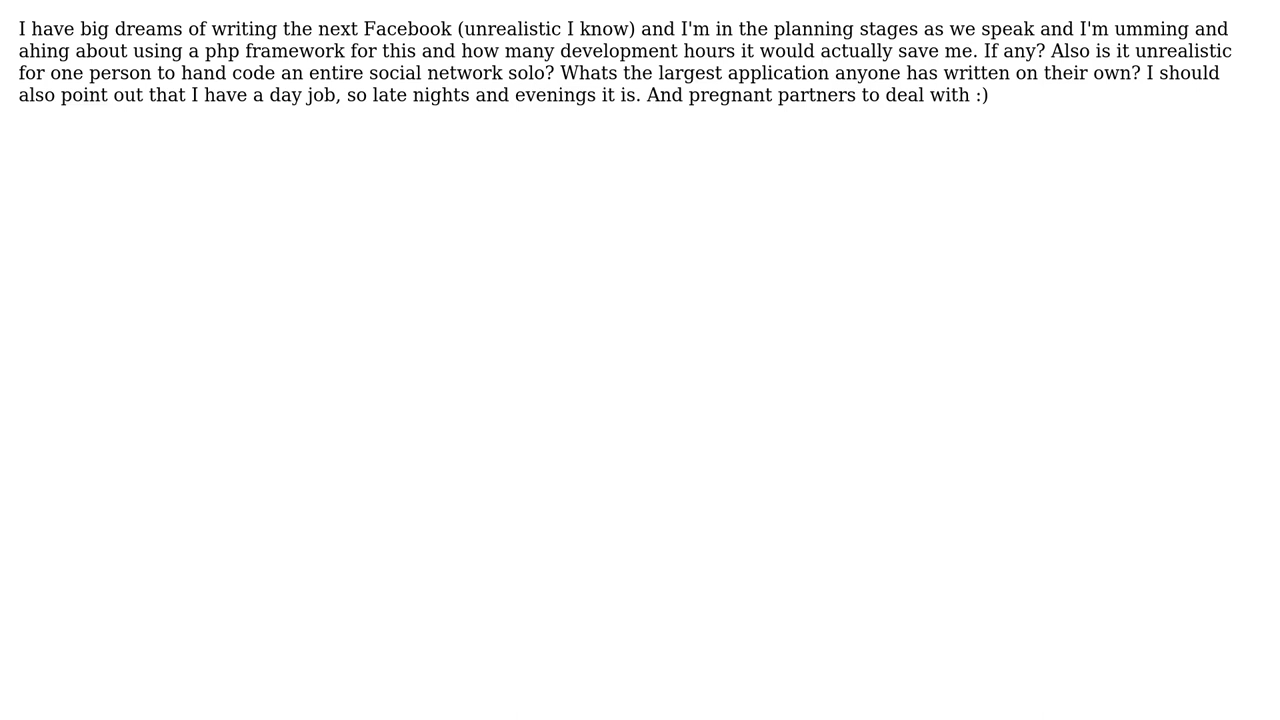 I have big dreams of writing the next Facebook (unrealistic I know) and I'm in the planning stages as we speak and I'm umming and
ahing about using a php framework for this and how many development hours it would actually save me. If any? Also is it unrealistic
for one person to hand code an entire social network solo? Whats the largest application anyone has written on their own? I should
also point out that I have a day job, so late nights and evenings it is. And pregnant partners to deal with :)